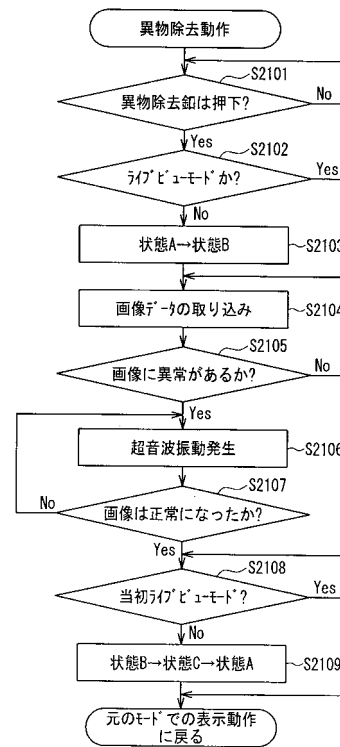 異物除去動作
S2101
異物除去釦は押下?
No
Yes
S2102
ライブビューモードか?
Yes
No
状態A→状態B
S2103
画像データの取り込み
S2104
S2105
画像に異常があるか?
No
Yes
超音波振動発生
S2106
S2107
No
画像は正常になったか?
Yes
S2108
当初ライブビューモード?
Yes
No
状態B→状態C→状態A
S2109
元のモードでの表示動作
に戻る